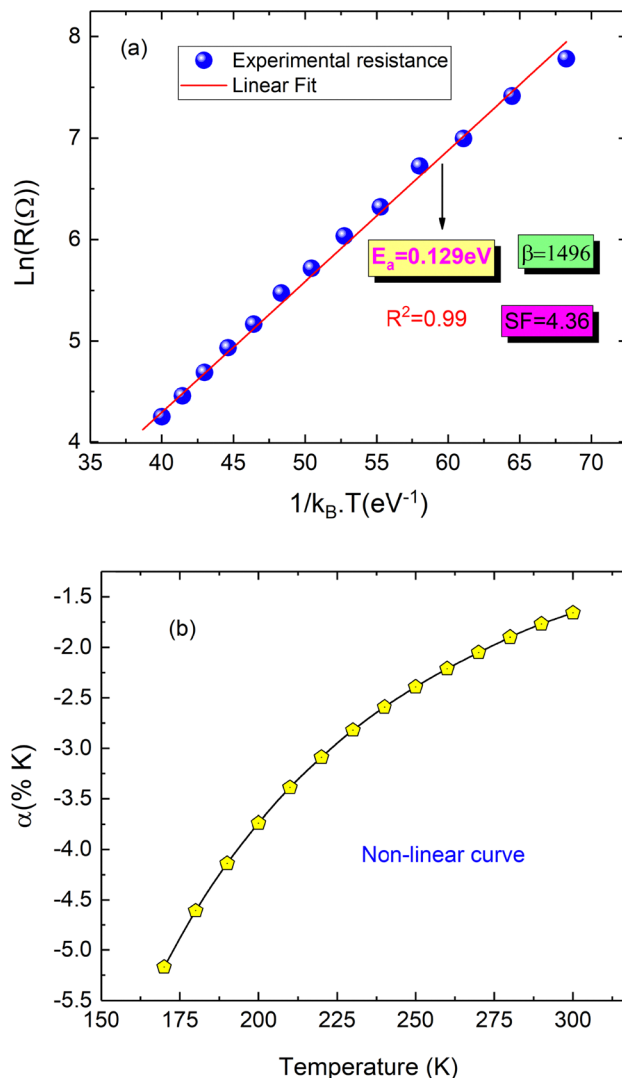 (a)
Experimental resistance
Linear Fit
Eₐ=0.129eV
β=1496
R²=0.99
SF=4.36
Ln(R(Ω))
8
7
6
5
4
35 40 45 50 55 60 65 70
1/k_B.T(eV⁻¹)
(b)
Non-linear curve
α(% K)
-1.5
-2.0
-2.5
-3.0
-3.5
-4.0
-4.5
-5.0
-5.5
150 175 200 225 250 275 300
Temperature (K)